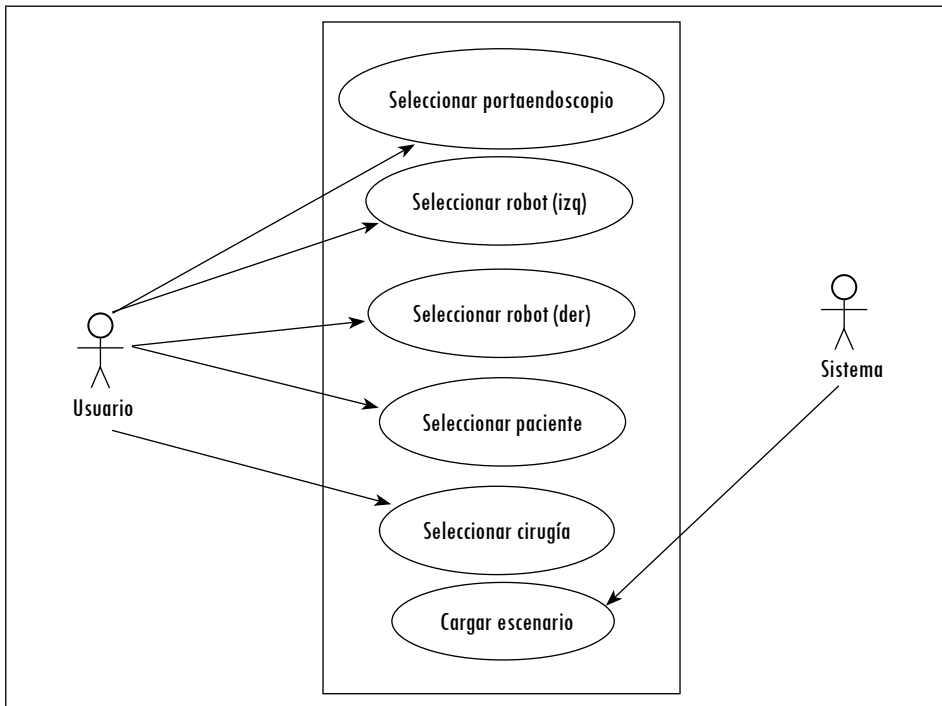 Seleccionar portaendoscopio
Seleccionar robot (izq)
Seleccionar robot (der)
Sistema
Usuario
Seleccionar paciente
Seleccionar cirugía
Cargar escenario